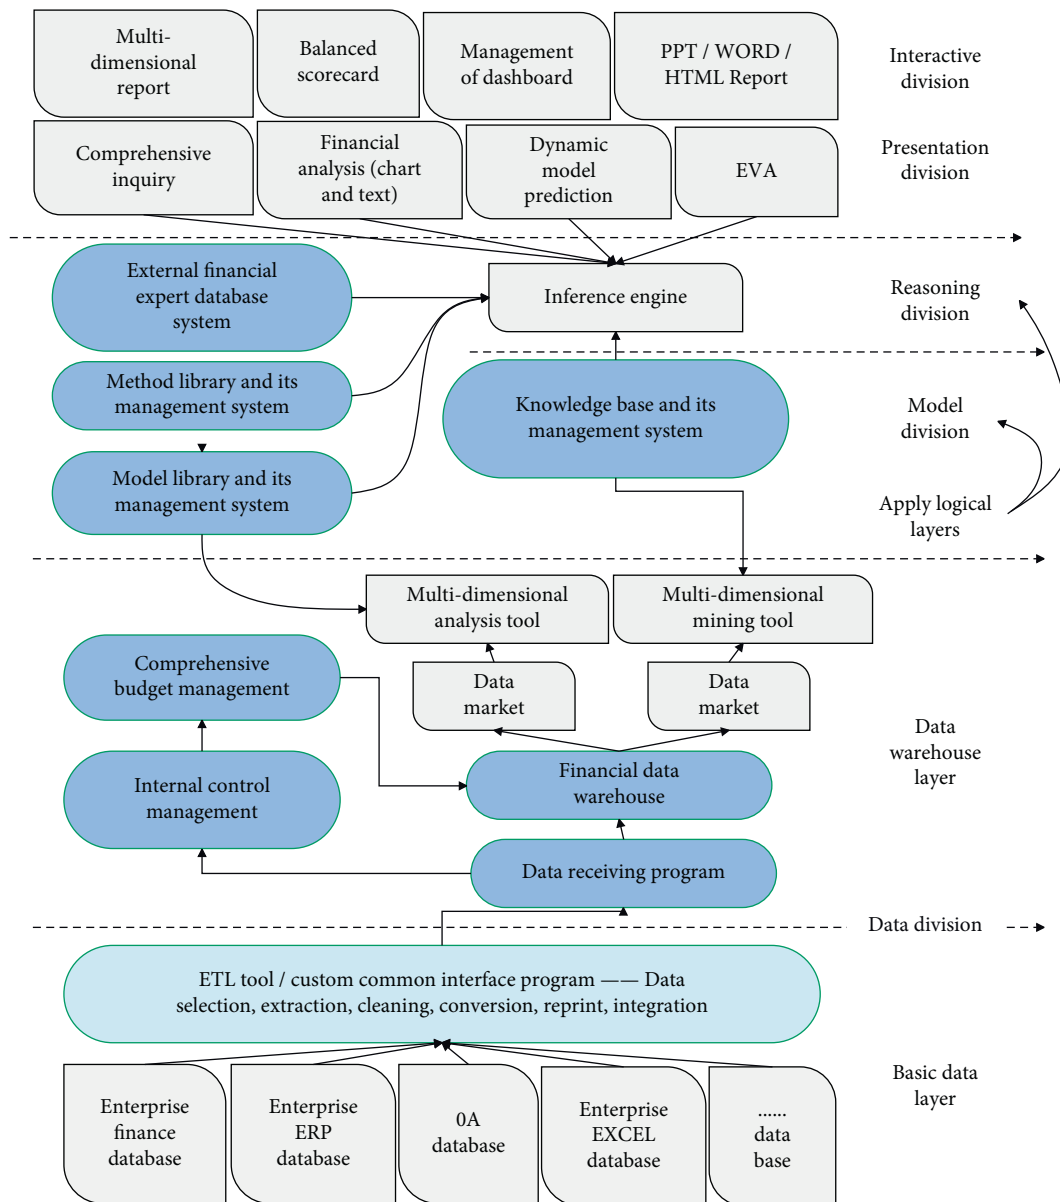 Multi-
dimensional
report
Balanced
scorecard
Management
of dashboard
PPT / WORD /
HTML Report
Interactive
division
Comprehensive
inquiry
Financial
analysis (chart
and text)
Dynamic
model
prediction
EVA
Presentation
division
External financial
expert database
system
Inference engine
Reasoning
division
Method library and its
management system
Knowledge base and its
management system
Model
division
Model library and its
management system
Apply logical
layers
Multi-dimensional
analysis tool
Multi-dimensional
mining tool
Comprehensive
budget management
Data
market
Data
market
Data
warehouse
layer
Internal control
management
Financial data
warehouse
Data receiving program
Data division
ETL tool / custom common interface program —— Data
selection, extraction, cleaning, conversion, reprint, integration
Enterprise
finance
database
Enterprise
ERP
database
0A
database
Enterprise
EXCEL
database
......
data
base
Basic data
layer